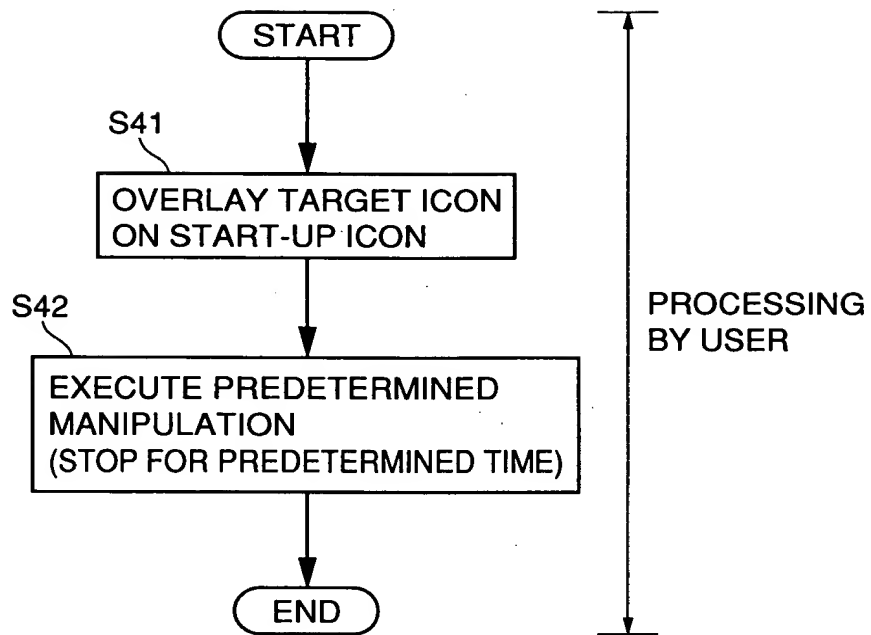 START
S41
OVERLAY TARGET ICON
ON START-UP ICON
S42
EXECUTE PREDETERMINED
MANIPULATION
(STOP FOR PREDETERMINED TIME)
END
PROCESSING
BY USER